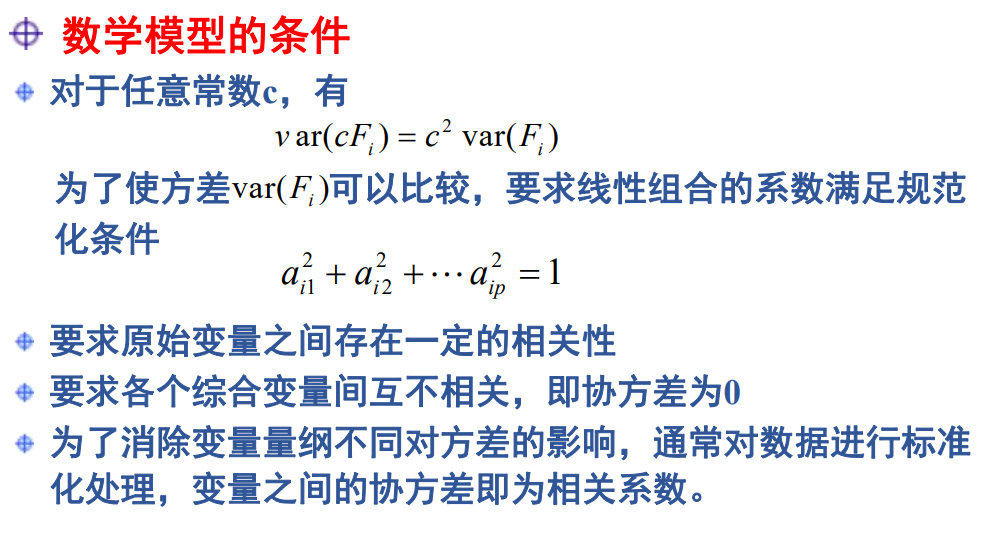 数学模型的条件
对于任意常数c，有
var(cF_i) = c^2 var(F_i)
为了使方差var(F_i)可以比较，要求线性组合的系数满足规范
化条件
a_{i1}^2 + a_{i2}^2 + ⋯ a_{ip}^2 = 1
要求原始变量之间存在一定的相关性
要求各个综合变量间互不相关，即协方差为0
为了消除变量量纲不同对方差的影响，通常对数据进行标准
化处理，变量之间的协方差即为相关系数。